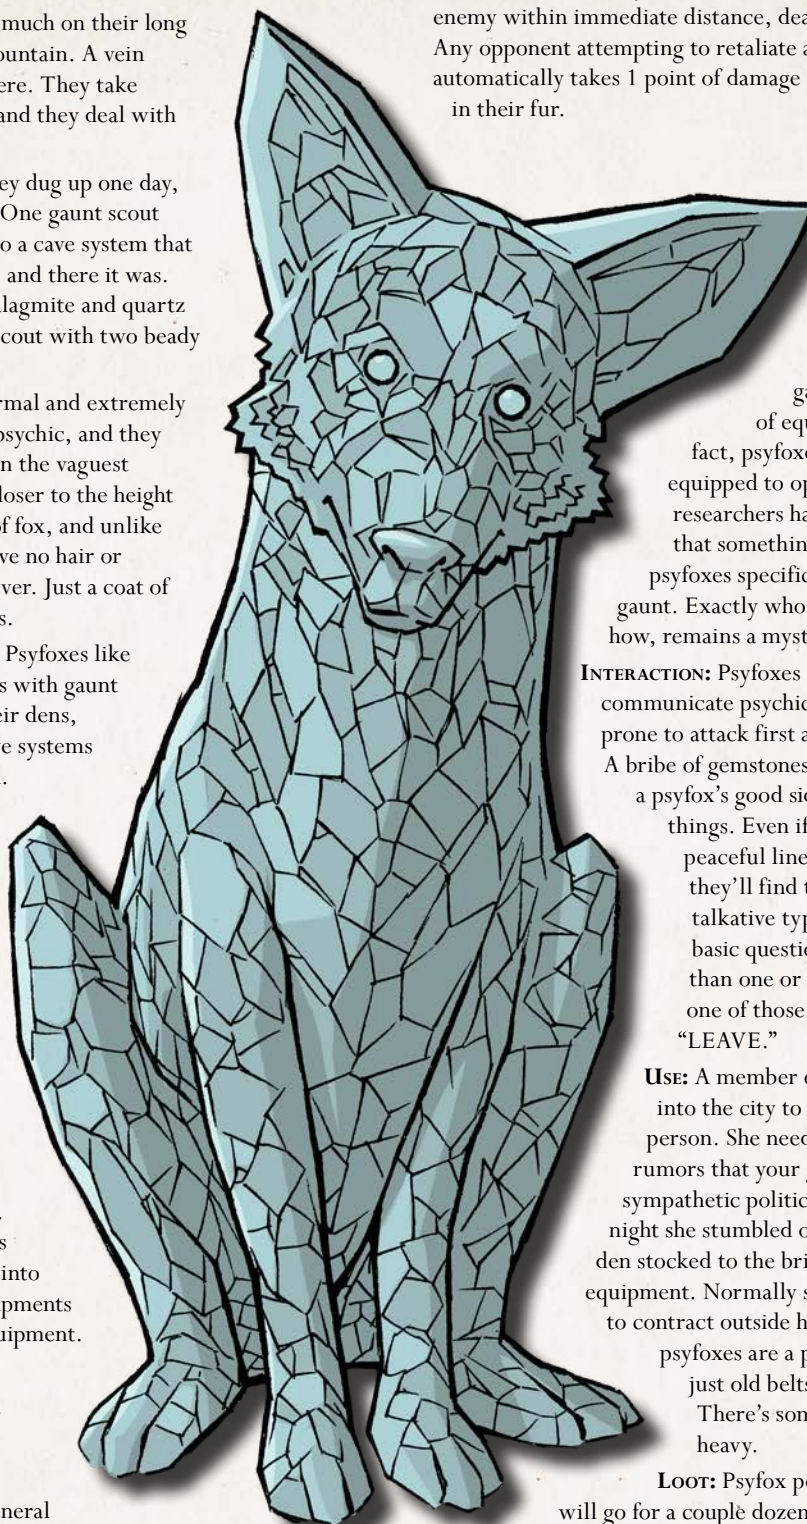 much on their long
ountain. A vein
ere. They take
and they deal with
ey dug up one day,
One gaunt scout
o a cave system that
and there it was.
lagmite and quartz
cout with two beady
rmal and extremely
psychic, and they
n the vaguest
loser to the height
f fox, and unlike
ve no hair or
ver. Just a coat of
s.
Psyfoxes like
s with gaunt
eir dens,
ve systems
.
s
into
ipments
uipment.
neral
enemy within immediate distance, dea
Any opponent attempting to retaliate a
automatically takes 1 point of damage
in their fur.
ga
of equ
fact, psyfoxe
equipped to op
researchers ha
that something
psyfoxes specific
gaunt. Exactly who
how, remains a myst
INTERACTION: Psyfoxes
communicate psychic
prone to attack first a
A bribe of gemstones
a psyfox's good sid
things. Even if
peaceful line
they'll find t
talkative typ
basic questio
than one or
one of those
"LEAVE."
USE: A member o
into the city to
person. She need
rumors that your g
sympathetic politic
night she stumbled o
den stocked to the bri
equipment. Normally s
to contract outside h
psyfoxes are a p
just old belts
There's som
heavy.
LOOT: Psyfox pe
will go for a couple dozen